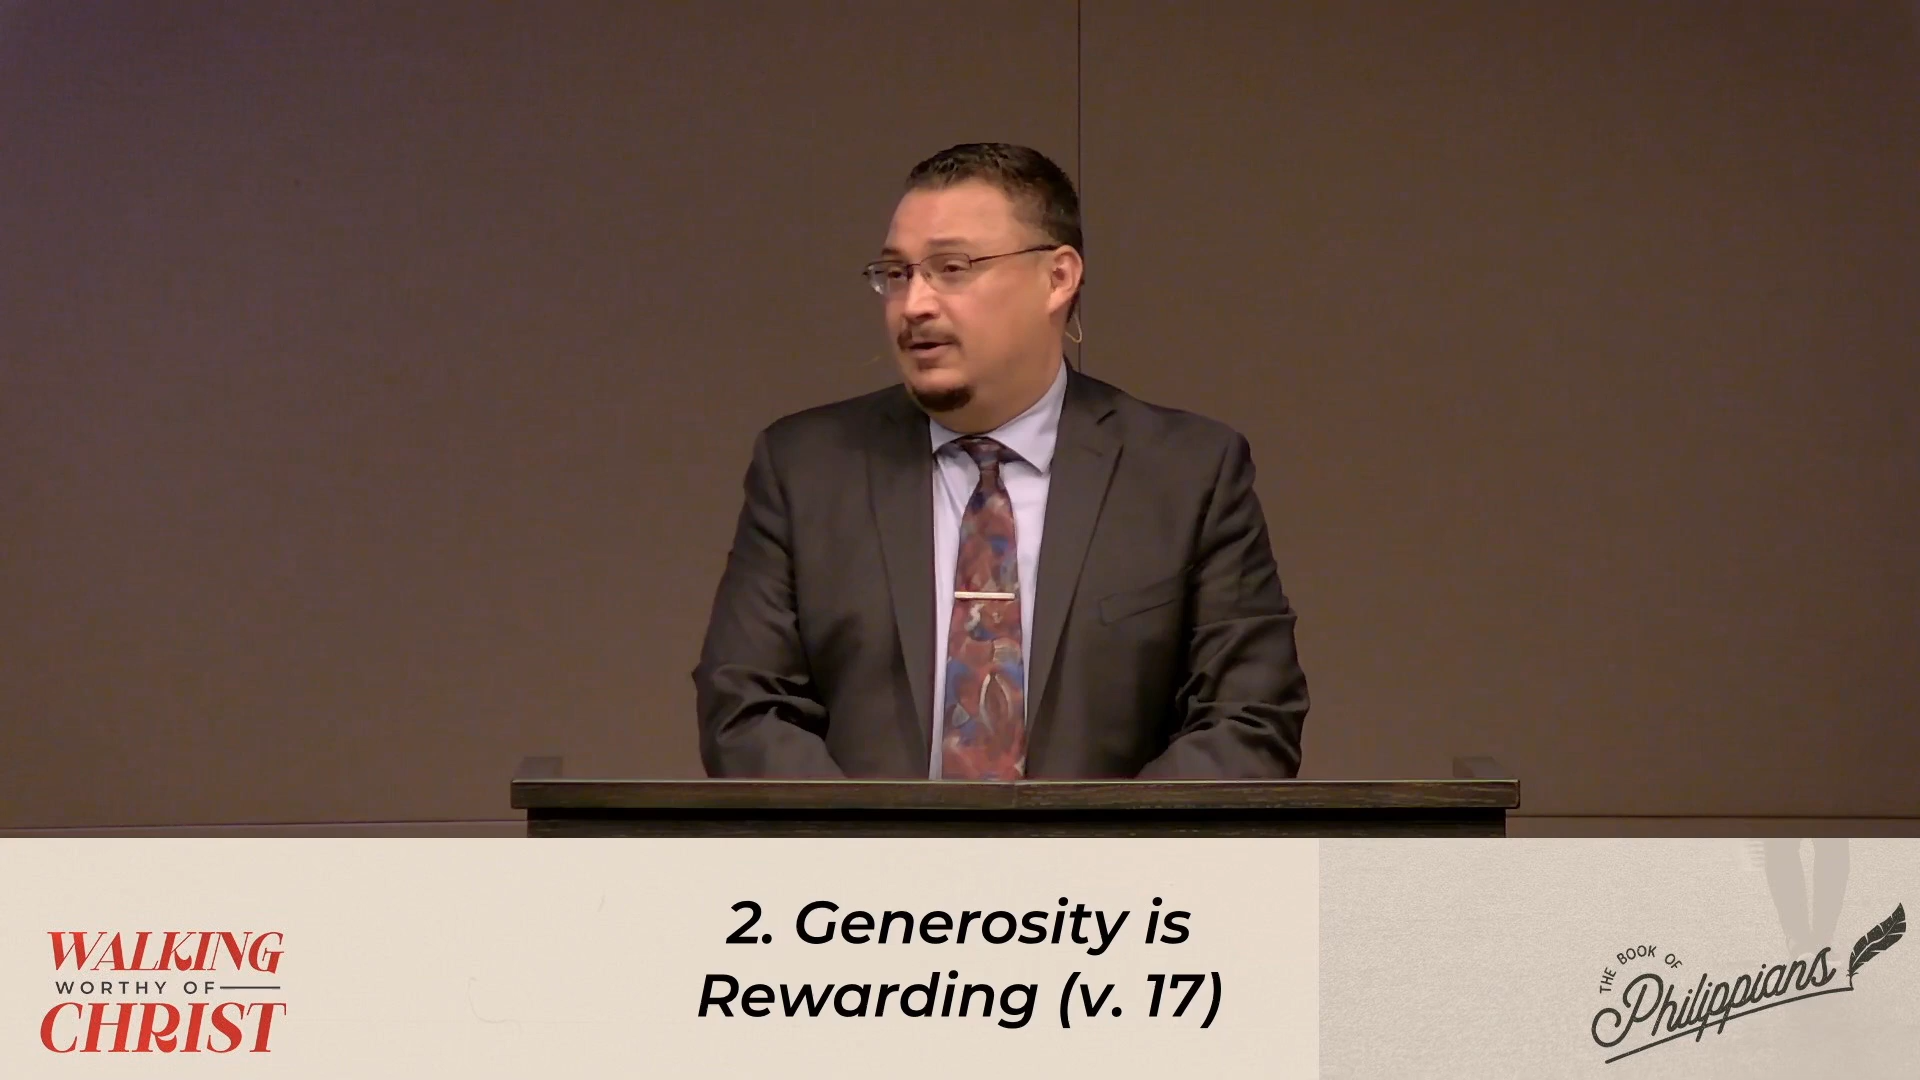 WALKING
WORTHY OF
CHRIST
2. Generosity is
Rewarding (v. 17)
THE BOOK OF
Philippians